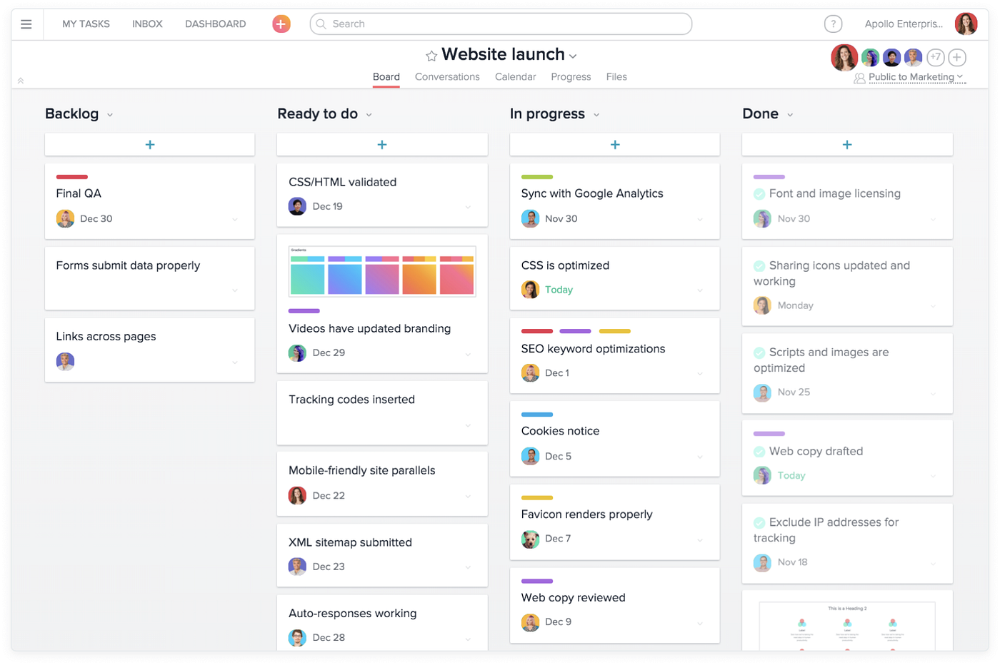 MY TASKS
INBOX
DASHBOARD
Search
?
Apollo Enterpris...
Website launch
+7
Board
Conversations
Calendar
Progress
Files
Public to Marketing
Backlog
+
Final QA
Dec 30
Forms submit data properly
Links across pages
Ready to do
+
CSS/HTML validated
Dec 19
Gradients
Videos have updated branding
Dec 29
Tracking codes inserted
Mobile-friendly site parallels
Dec 22
XML sitemap submitted
Dec 23
Auto-responses working
Dec 28
In progress
+
Sync with Google Analytics
Nov 30
CSS is optimized
Today
SEO keyword optimizations
Dec 1
Cookies notice
Dec 5
Favicon renders properly
Dec 7
Web copy reviewed
Dec 9
Done
+
Font and image licensing
Nov 30
Sharing icons updated and
working
Monday
Scripts and images are
optimized
Nov 25
Web copy drafted
Today
Exclude IP addresses for
tracking
Nov 18
This is a Heading 2
Label
Label
Label